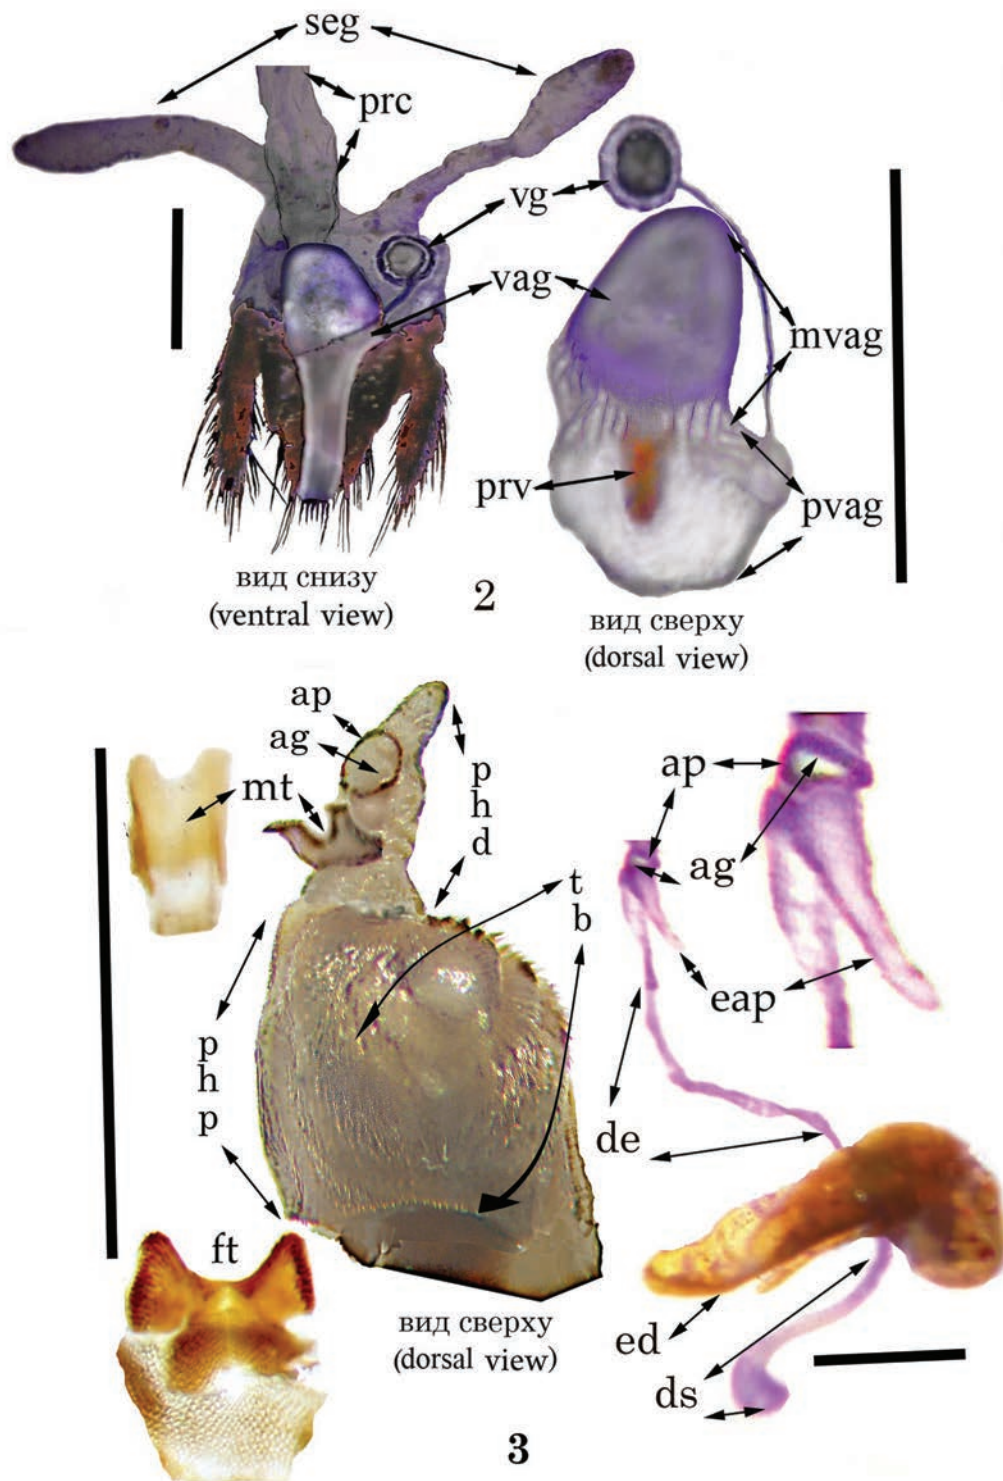 seg
prc
vg
vag
mvag
prv
pvag
вид снизу
(ventral view)
2
вид сверху
(dorsal view)
ap
ag
mt
p
h
d
t
b
p
h
p
ap
ag
eap
de
ft
вид сверху
(dorsal view)
ed
ds
3